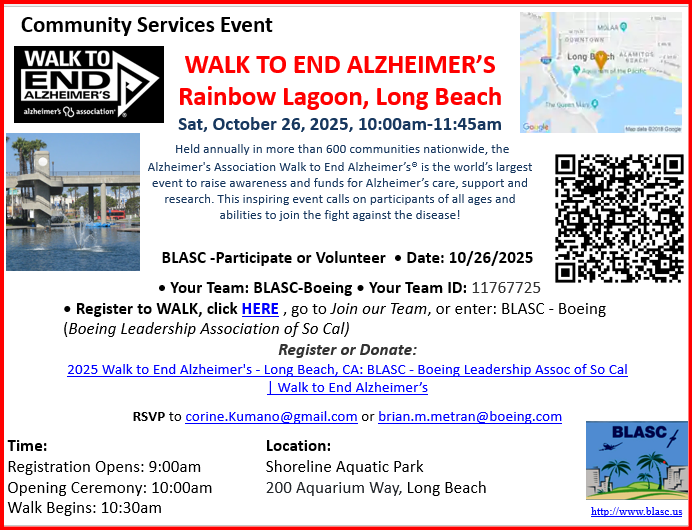 Community Services Event
WALK TO
END
ALZHEIMER'S
alzheimer's association®
WALK TO END ALZHEIMER'S
Rainbow Lagoon, Long Beach
Sat, October 26, 2025, 10:00am-11:45am
MOLAA
DOWNTOWN
ALAMITOS
BEACH
Long Beach
Aquarium of the Pacific
The Queen Mary
Google
Map data ©2018 Google
Held annually in more than 600 communities nationwide, the
Alzheimer's Association Walk to End Alzheimer's® is the world's largest
event to raise awareness and funds for Alzheimer's care, support and
research. This inspiring event calls on participants of all ages and
abilities to join the fight against the disease!
BLASC -Participate or Volunteer • Date: 10/26/2025
• Your Team: BLASC-Boeing • Your Team ID: 11767725
• Register to WALK, click HERE , go to Join our Team, or enter: BLASC - Boeing
(Boeing Leadership Association of So Cal)
Register or Donate:
2025 Walk to End Alzheimer's - Long Beach, CA: BLASC - Boeing Leadership Assoc of So Cal
| Walk to End Alzheimer's
RSVP to corine.Kumano@gmail.com or brian.m.metran@boeing.com
Time:
Registration Opens: 9:00am
Opening Ceremony: 10:00am
Walk Begins: 10:30am
Location:
Shoreline Aquatic Park
200 Aquarium Way, Long Beach
BLASC
http://www.blasc.us